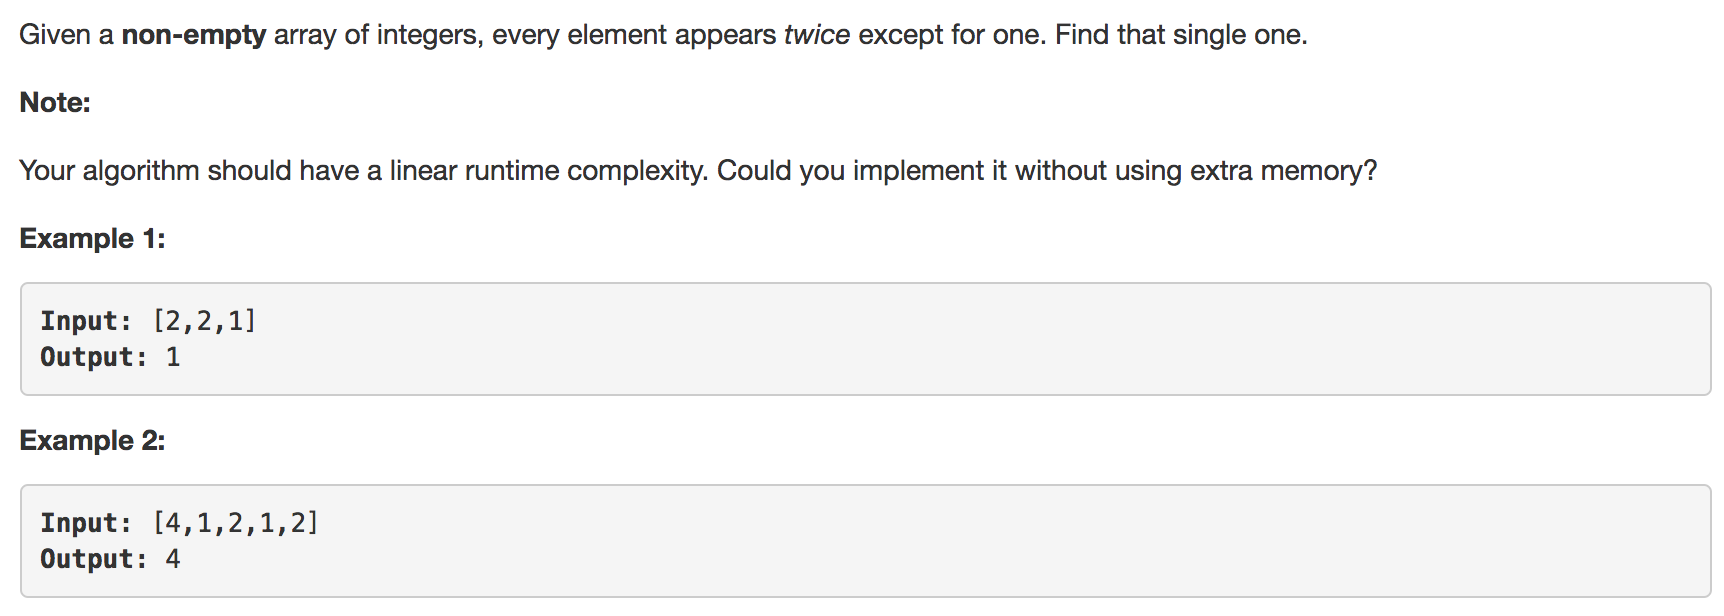 Given a non-empty array of integers, every element appears twice except for one. Find that single one.
Note:
Your algorithm should have a linear runtime complexity. Could you implement it without using extra memory?
Example 1:
Input: [2,2,1]
Output: 1
Example 2:
Input: [4,1,2,1,2]
Output: 4